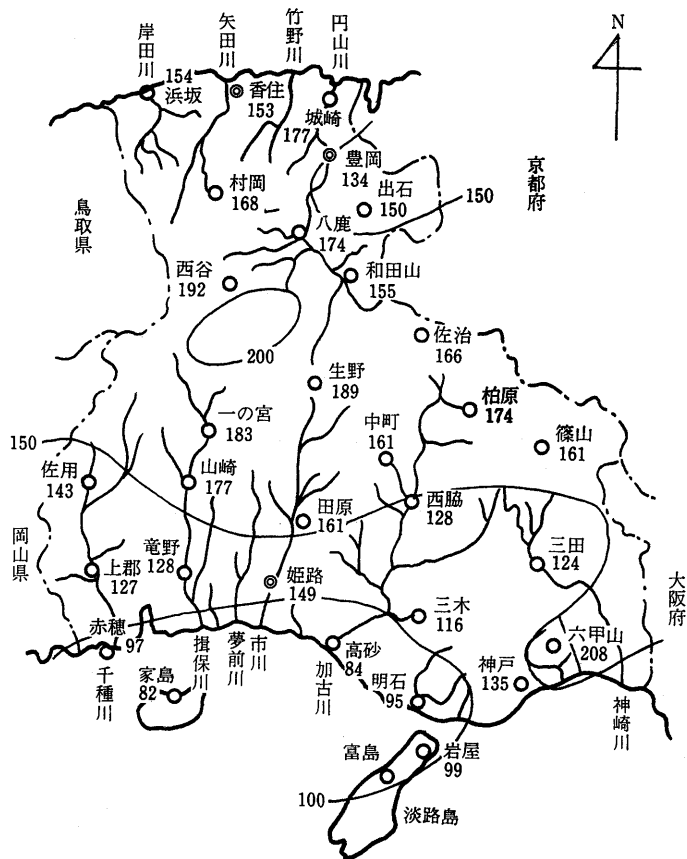 岸田川
矢田川
竹野川
円山川
N
154
浜坂
香住
153
城崎
177
豊岡
134
京都府
村岡
168
出石
150
150
鳥取県
八鹿
174
西谷
192
和田山
155
200
佐治
166
生野
189
柏原
174
一の宮
183
中町
161
篠山
161
150
佐用
143
山崎
177
西脇
128
田原
161
岡山県
上郡
127
竜野
128
三田
124
姫路
149
大阪府
三木
116
赤穂
97
六甲山
208
千種川
家島
82
揖保川
夢前川
市川
加古川
高砂
84
明石
95
神戸
135
神崎川
富島
岩屋
99
100
淡路島